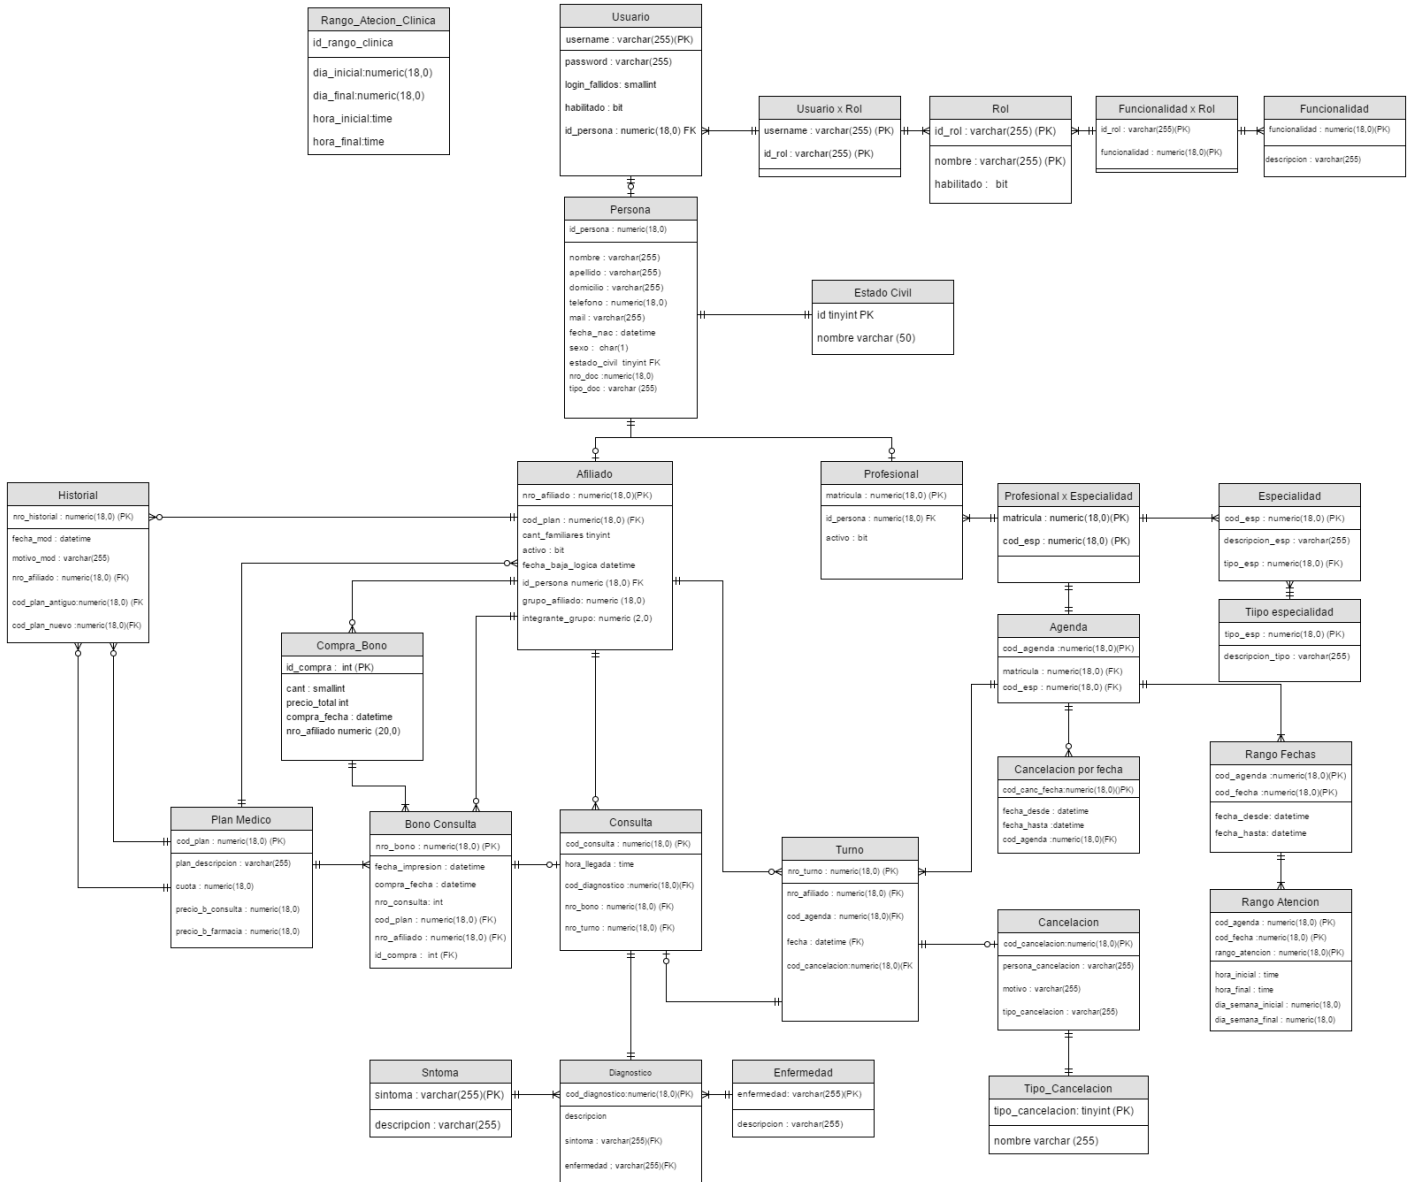 Rango_Atecion_Clinica
id_rango_clinica
dia_inicial:numeric(18,0)
dia_final:numeric(18,0)
hora_inicial:time
hora_final:time
Usuario
username : varchar(255)(PK)
password : varchar(255)
login_fallidos: smallint
habilitado : bit
id_persona : numeric(18,0) FK
Usuario x Rol
username : varchar(255) (PK)
id_rol : varchar(255) (PK)
Rol
id_rol : varchar(255) (PK)
nombre : varchar(255) (PK)
habilitado : bit
Funcionalidad x Rol
id_rol : varchar(255)(PK)
funcionalidad : numeric(18,0)(PK)
Funcionalidad
funcionalidad : numeric(18,0)(PK)
descripcion : varchar(255)
Persona
id_persona : numeric(18,0)
nombre : varchar(255)
apellido : varchar(255)
domicilio : varchar(255)
telefono : numeric(18,0)
mail : varchar(255)
fecha_nac : datetime
sexo : char(1)
estado_civil tinyint FK
nro_doc :numeric(18,0)
tipo_doc : varchar (255)
Estado Civil
id tinyint PK
nombre varchar (50)
Historial
nro_historial : numeric(18,0) (PK)
fecha_mod : datetime
motivo_mod : varchar(255)
nro_afiliado : numeric(18,0) (FK)
cod_plan_antiguo:numeric(18,0) (FK
cod_plan_nuevo :numeric(18,0)(FK)
Afiliado
nro_afiliado : numeric(18,0)(PK)
cod_plan : numeric(18,0) (FK)
cant_familiares tinyint
activo : bit
fecha_baja_logica datetime
id_persona numeric (18,0) FK
grupo_afiliado: numeric (18,0)
integrante_grupo: numeric (2,0)
Profesional
matricula : numeric(18,0) (PK)
id_persona : numeric(18,0) FK
activo : bit
Profesional x Especialidad
matricula : numeric(18,0)(PK)
cod_esp : numeric(18,0) (PK)
Especialidad
cod_esp : numeric(18,0) (PK)
descripcion_esp : varchar(255)
tipo_esp : numeric(18,0) (FK)
Tiipo especialidad
tipo_esp : numeric(18,0) (PK)
descripcion_tipo : varchar(255)
Agenda
cod_agenda :numeric(18,0)(PK)
matricula : numeric(18,0) (FK)
cod_esp : numeric(18,0) (FK)
Compra_Bono
id_compra : int (PK)
cant : smallint
precio_total int
compra_fecha : datetime
nro_afiliado numeric (20,0)
Cancelacion por fecha
cod_canc_fecha:numeric(18,0)()PK)
fecha_desde : datetime
fecha_hasta :datetime
cod_agenda :numeric(18,0)(FK)
Rango Fechas
cod_agenda :numeric(18,0)(PK)
cod_fecha :numeric(18,0)(PK)
fecha_desde: datetime
fecha_hasta: datetime
Plan Medico
cod_plan : numeric(18,0) (PK)
plan_descripcion : varchar(255)
cuota : numeric(18,0)
precio_b_consulta : numeric(18,0)
precio_b_farmacia : numeric(18,0)
Bono Consulta
nro_bono : numeric(18,0) (PK)
fecha_impresion : datetime
compra_fecha : datetime
nro_consulta: int
cod_plan : numeric(18,0) (FK)
nro_afiliado : numeric(18,0) (FK)
id_compra : int (FK)
Consulta
cod_consulta : numeric(18,0) (PK)
hora_llegada : time
cod_diagnostico :numeric(18,0)(FK)
nro_bono : numeric(18,0) (FK)
nro_turno : numeric(18,0) (FK)
Turno
nro_turno : numeric(18,0) (PK)
nro_afiliado : numeric(18,0) (FK)
cod_agenda : numeric(18,0)(FK)
fecha : datetime (FK)
cod_cancelacion:numeric(18,0)(FK
Cancelacion
cod_cancelacion:numeric(18,0)(PK)
persona_cancelacion : varchar(255)
motivo : varchar(255)
tipo_cancelacion : varchar(255)
Rango Atencion
cod_agenda : numeric(18,0) (PK)
cod_fecha : numeric(18,0) (PK)
rango_atencion : numeric(18,0)(PK)
hora_inicial : time
hora_final : time
dia_semana_inicial : numeric(18,0)
dia_semana_final : numeric(18,0)
Sntoma
sintoma : varchar(255)(PK)
descripcion : varchar(255)
Diagnostico
cod_diagnostico:numeric(18,0)(PK)
descripcion
sintoma : varchar(255)(FK)
enfermedad ; varchar(255)(FK)
Enfermedad
enfermedad: varchar(255)(PK)
descripcion : varchar(255)
Tipo_Cancelacion
tipo_cancelacion: tinyint (PK)
nombre varchar (255)